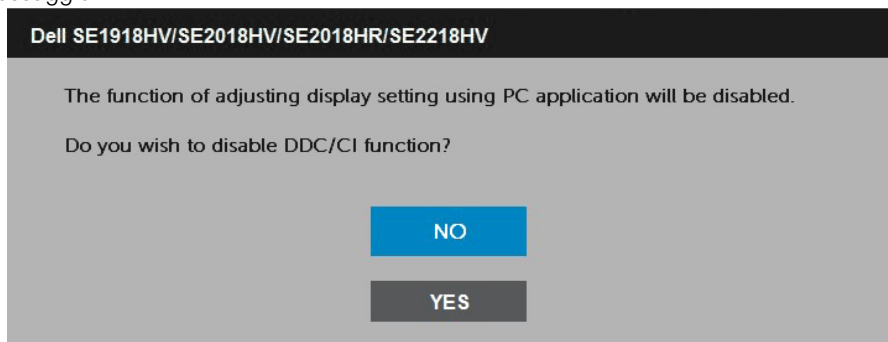 Dell SE1918HV/SE2018HV/SE2018HR/SE2218HV
The function of adjusting display setting using PC application will be disabled.
Do you wish to disable DDC/CI function?
NO
YES